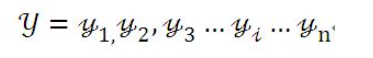 𝒴 = 𝓎₁,𝓎₂, 𝓎₃ … 𝓎ᵢ … 𝓎ₙ